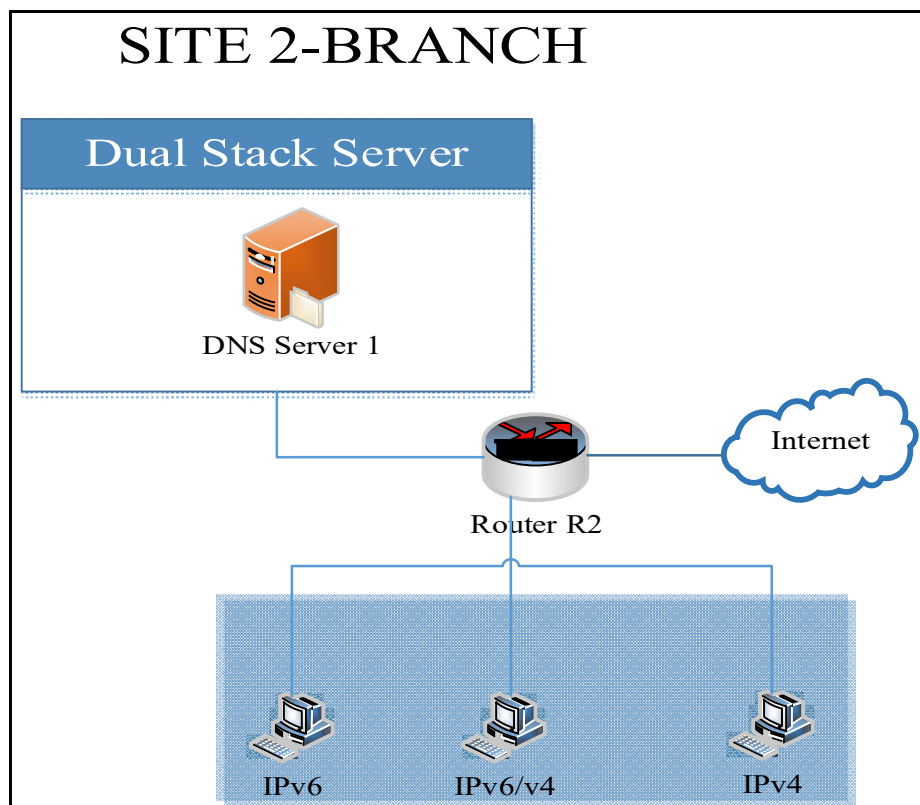 SITE 2-BRANCH
Dual Stack Server
DNS Server 1
Internet
Router R2
IPv6
IPv6/v4
IPv4